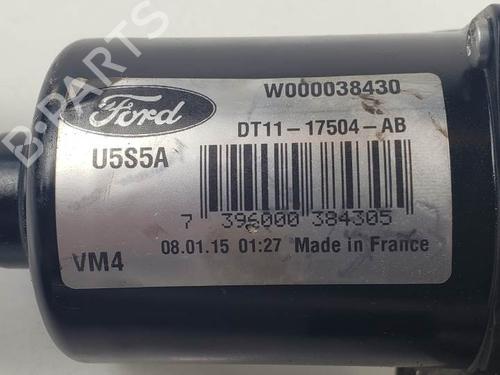 B-PARTS
Ford
W000038430
DT11-17504-AB
U5S5A
7 396000 384305
VM4
08.01.15 01:27 Made in France